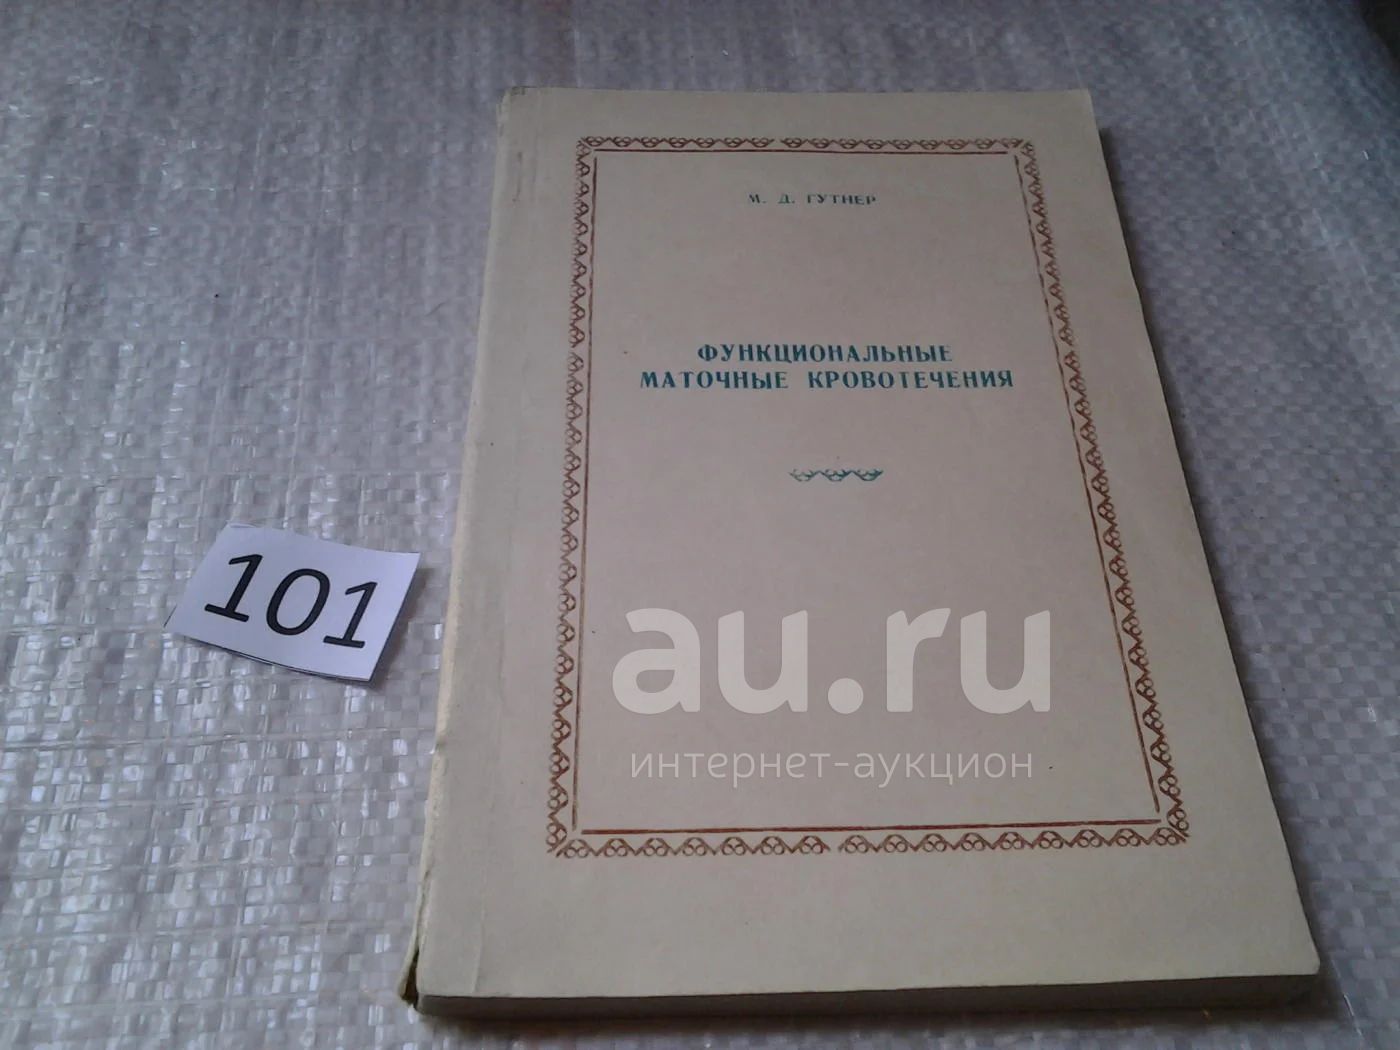 М. Д. ГУТНЕР
ФУНКЦИОНАЛЬНЫЕ
МАТОЧНЫЕ КРОВОТЕЧЕНИЯ
101
au.ru
интернет-аукцион